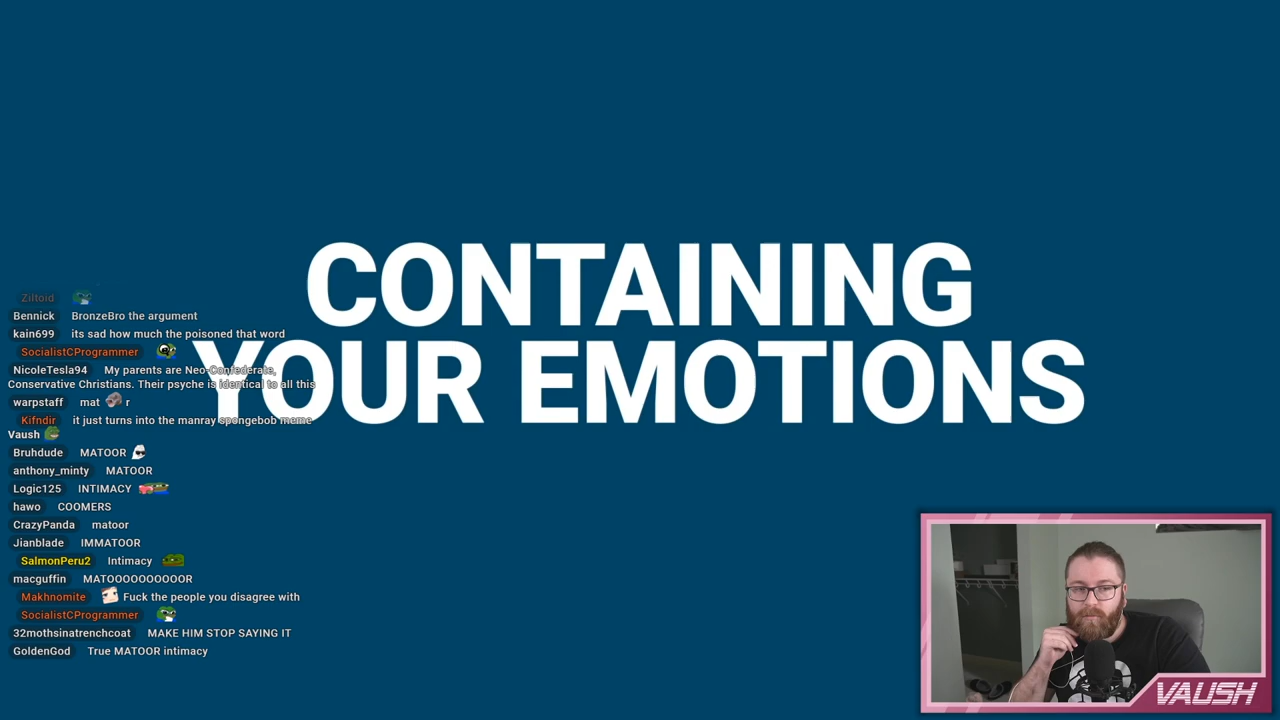 CONTAINING
YOUR EMOTIONS
Ziltoid
Bennick BronzeBro the argument
kain699 its sad how much the poisoned that word
SocialistCProgrammer
NicoleTesla94 My parents are Neo-Confederate,
Conservative Christians. Their psyche is identical to all this
warpstaff mat r
Kifndir it just turns into the manray spongebob meme
Vaush
Bruhdude MATOOR
anthony_minty MATOOR
Logic125 INTIMACY
hawo COOMERS
CrazyPanda matoor
Jianblade IMMATOOR
SalmonPeru2 Intimacy
macguffin MATOOOOOOOOOOR
Makhnomite Fuck the people you disagree with
SocialistCProgrammer
32mothsinatrenchcoat MAKE HIM STOP SAYING IT
GoldenGod True MATOOR intimacy
VAUSH